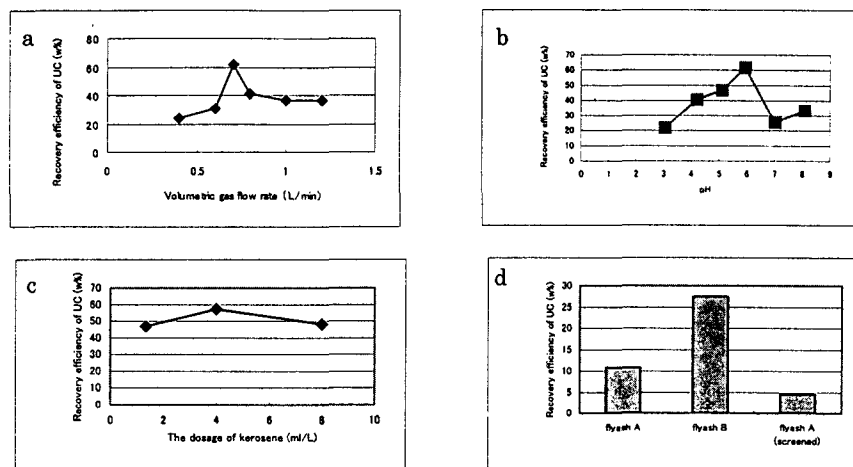 a
Recovery efficiency of UC (w%)
80
60
40
20
0
0
0.5
1
1.5
Volumetric gas flow rate (L/min)
b
Recovery efficiency of UC (w%)
70
60
50
40
30
20
10
0
0 1 2 3 4 5 6 7 8 9
pH
c
Recovery efficiency of UC (w%)
70
60
50
40
30
20
10
0
0 2 4 6 8 10
The dosage of kerosene (ml/L)
d
Recovery efficiency of UC (w%)
30
25
20
15
10
5
0
flyash A
flyash B
flyash A
(screened)